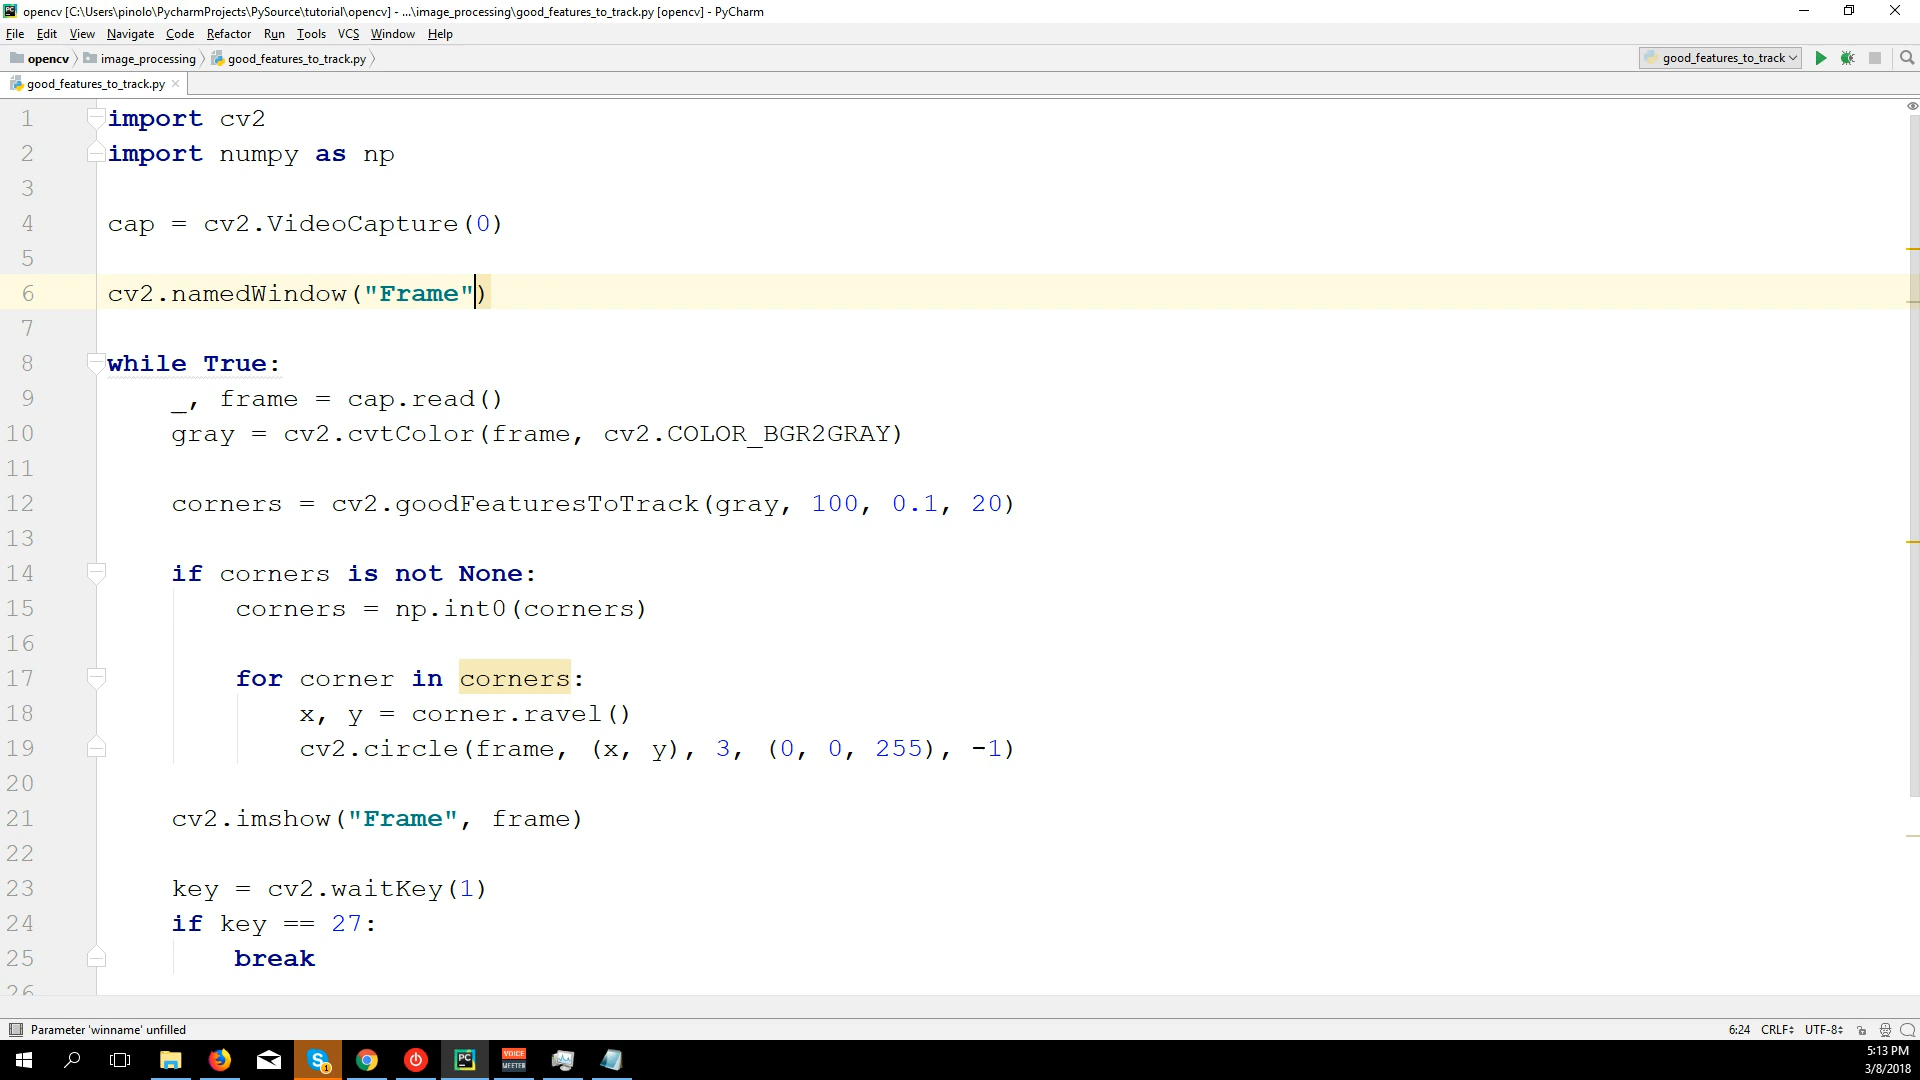 opencv [C:\Users\pinolo\PycharmProjects\PySource\tutorial\opencv] - ...\image_processing\good_features_to_track.py [opencv] - PyCharm
File Edit View Navigate Code Refactor Run Tools VCS Window Help
opencv image_processing good_features_to_track.py good_features_to_track
good_features_to_track.py
1 import cv2
2 import numpy as np
3
4 cap = cv2.VideoCapture(0)
5
6 cv2.namedWindow("Frame")
7
8 while True:
9 _, frame = cap.read()
10 gray = cv2.cvtColor(frame, cv2.COLOR_BGR2GRAY)
11
12 corners = cv2.goodFeaturesToTrack(gray, 100, 0.1, 20)
13
14 if corners is not None:
15 corners = np.int0(corners)
16
17 for corner in corners:
18 x, y = corner.ravel()
19 cv2.circle(frame, (x, y), 3, (0, 0, 255), -1)
20
21 cv2.imshow("Frame", frame)
22
23 key = cv2.waitKey(1)
24 if key == 27:
25 break
26
Parameter 'winname' unfilled 6:24 CRLF UTF-8
S 1 PC VOICE MEETER 5:13 PM
3/8/2018